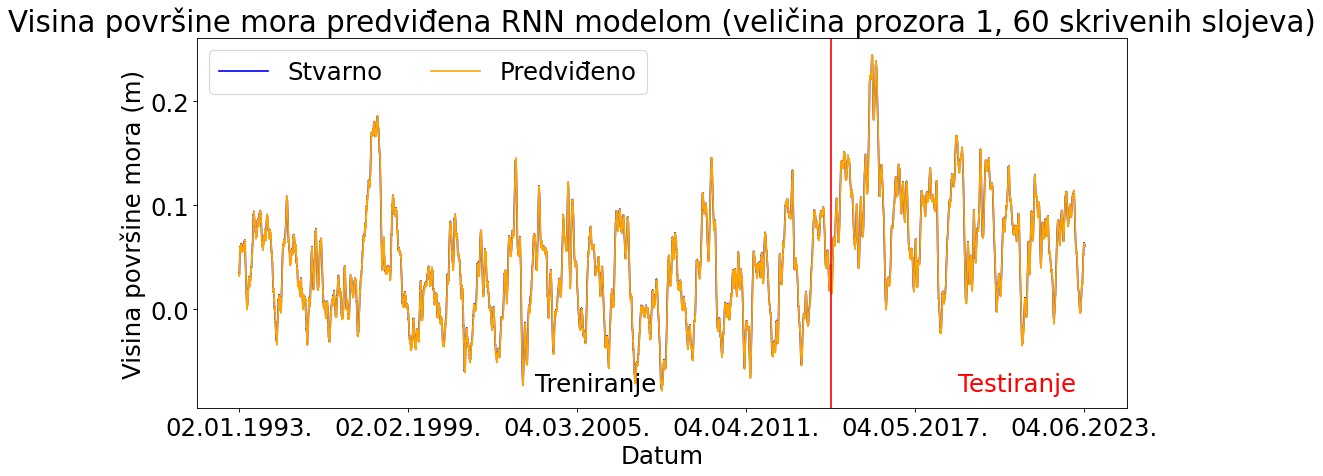 Visina površine mora predviđena RNN modelom (veličina prozora 1, 60 skrivenih slojeva)
Stvarno
Predviđeno
Visina površine mora (m)
0.2
0.1
0.0
Treniranje
Testiranje
02.01.1993.
02.02.1999.
04.03.2005.
04.04.2011.
04.05.2017.
04.06.2023.
Datum